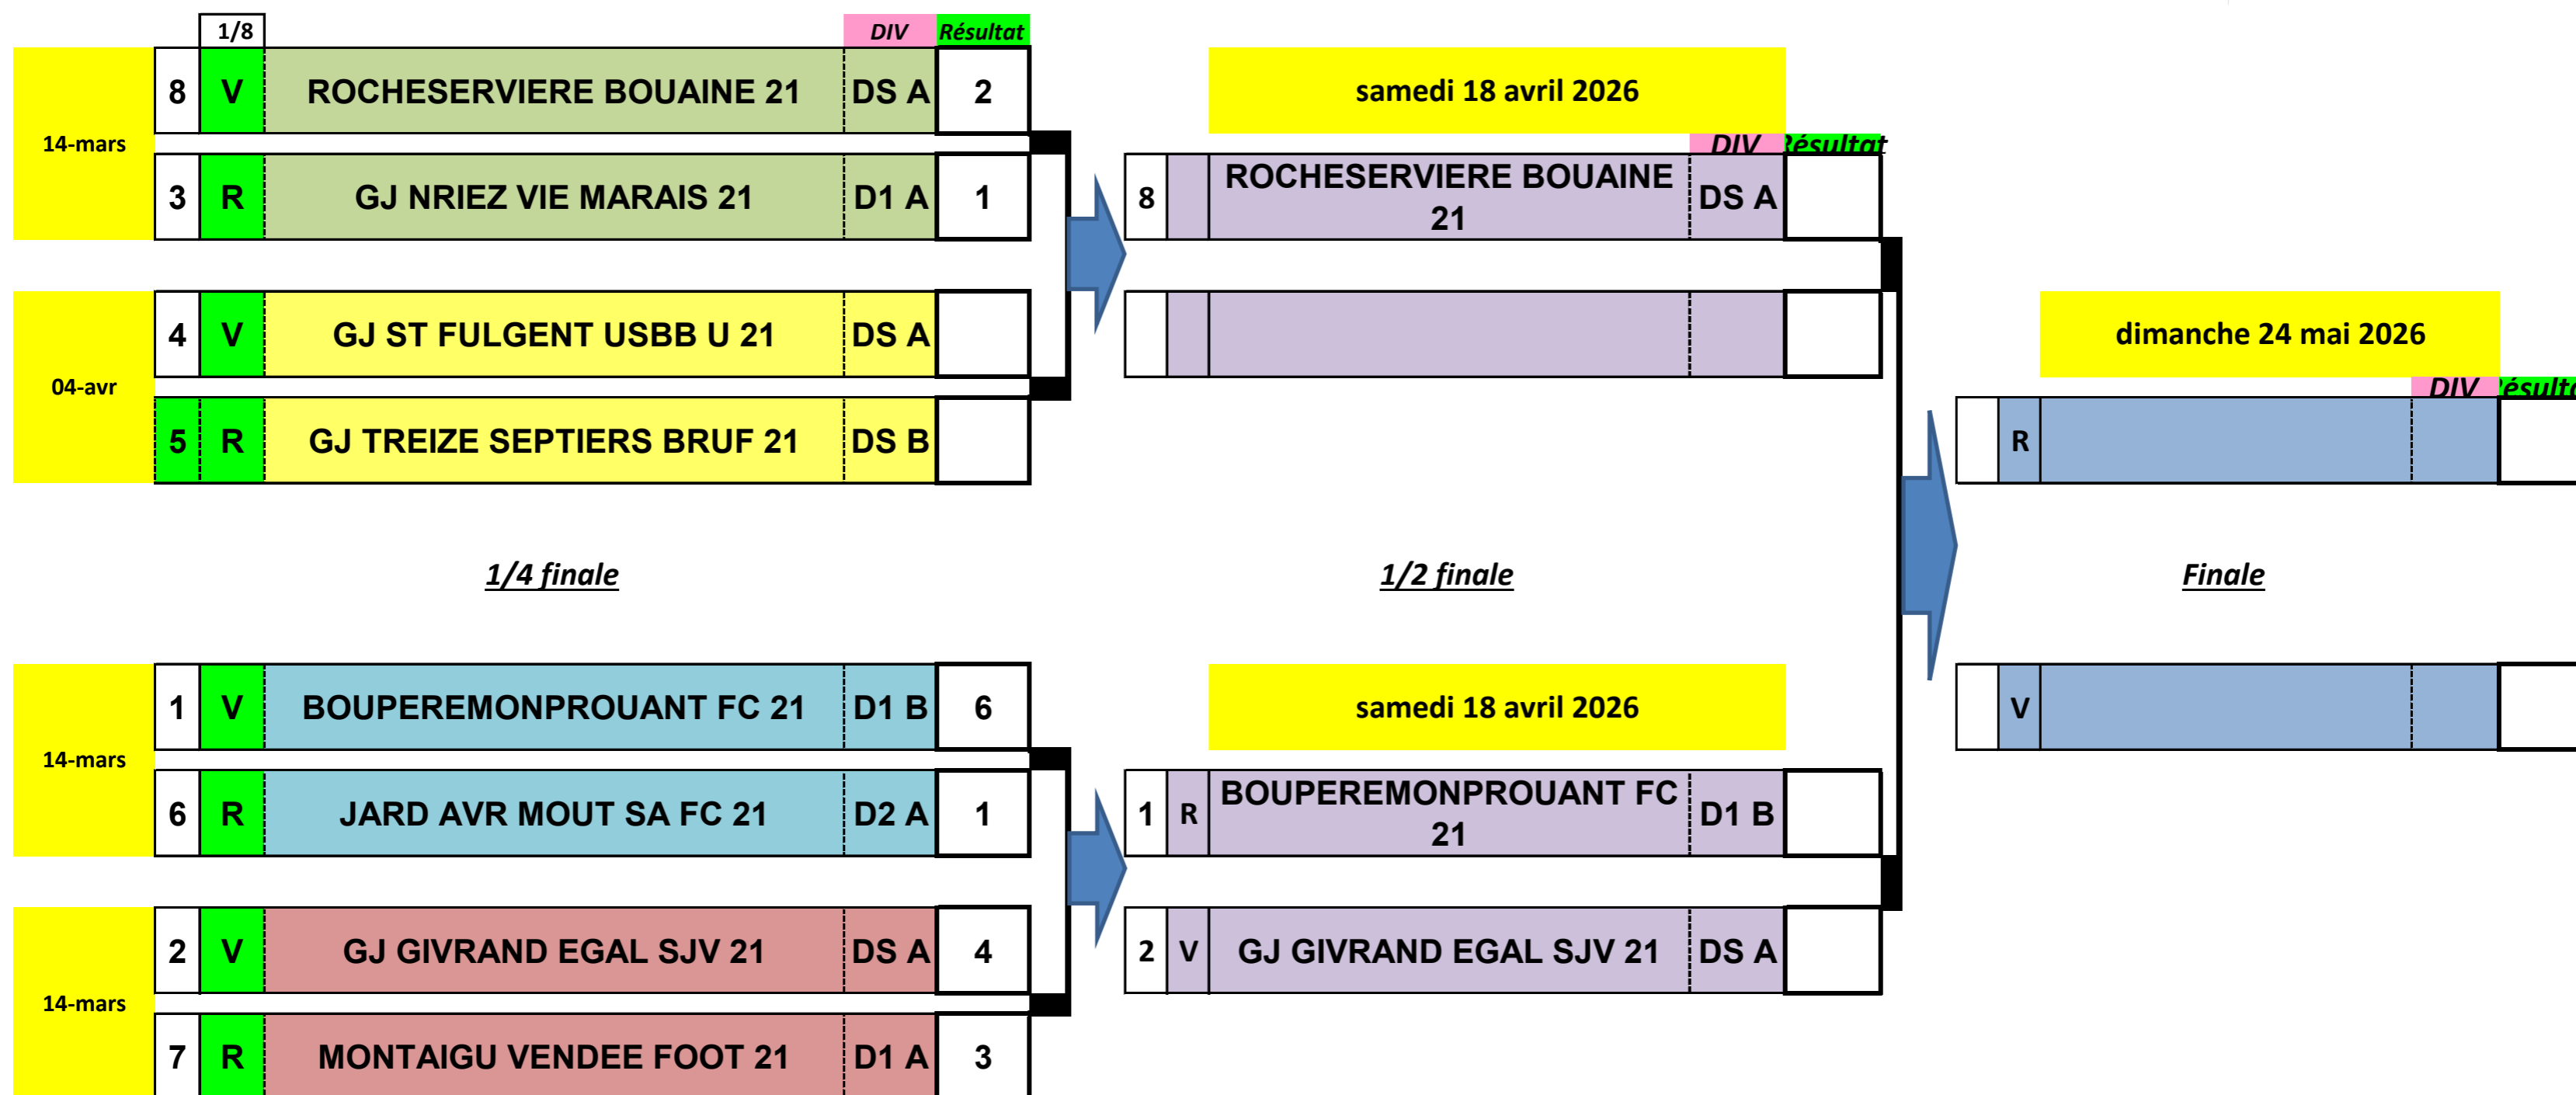 1/8 DIV Résultat
14-mars
8 V ROCHESERVIERE BOUAINE 21 DS A 2
3 R GJ NRIEZ VIE MARAIS 21 D1 A 1
04-avr
4 V GJ ST FULGENT USBB U 21 DS A
5 R GJ TREIZE SEPTIERS BRUF 21 DS B
1/4 finale
14-mars
1 V BOUPEREMONPROUANT FC 21 D1 B 6
6 R JARD AVR MOUT SA FC 21 D2 A 1
14-mars
2 V GJ GIVRAND EGAL SJV 21 DS A 4
7 R MONTAIGU VENDEE FOOT 21 D1 A 3
samedi 18 avril 2026
DIV Résultat
8 ROCHESERVIERE BOUAINE DS A
21
1/2 finale
samedi 18 avril 2026
1 R BOUPEREMONPROUANT FC D1 B
21
2 V GJ GIVRAND EGAL SJV 21 DS A
dimanche 24 mai 2026
DIV Résulta
R
Finale
V